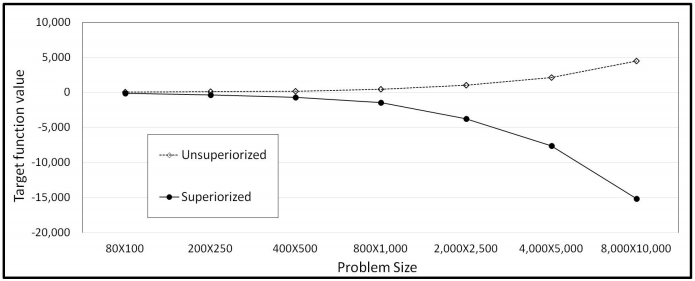 10,000
5,000
0
-5,000
-10,000
-15,000
-20,000
Target function value
Unsuperiorized
Superiorized
80X100 200X250 400X500 800X1,000 2,000X2,500 4,000X5,000 8,000X10,000
Problem Size